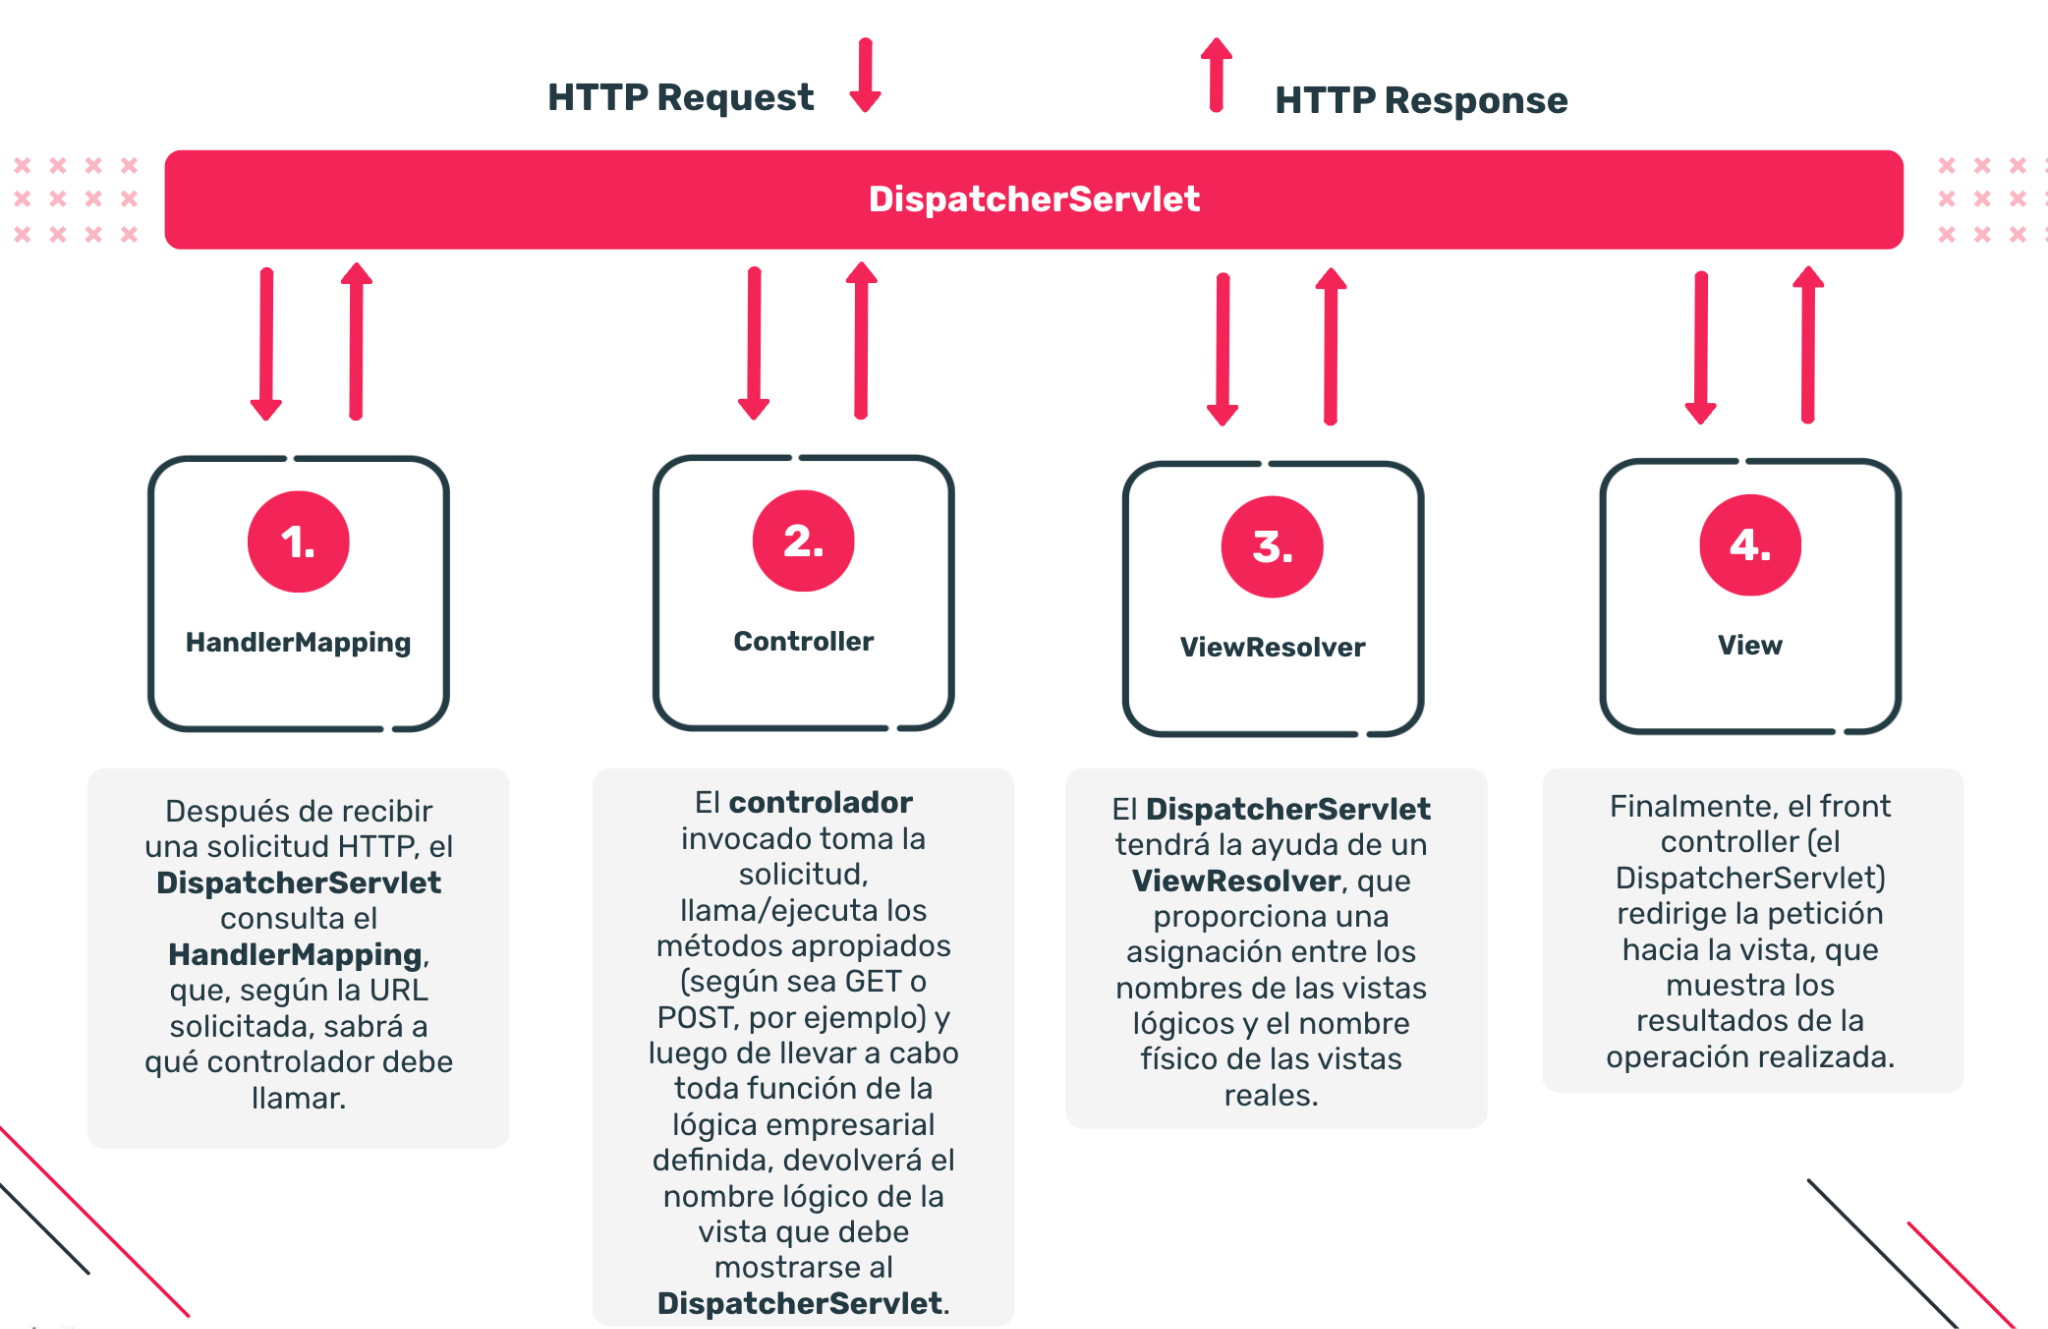 HTTP Request
HTTP Response
DispatcherServlet
1.
HandlerMapping
Después de recibir
una solicitud HTTP, el
DispatcherServlet
consulta el
HandlerMapping,
que, según la URL
solicitada, sabrá a
qué controlador debe
llamar.
2.
Controller
El controlador
invocado toma la
solicitud,
llama/ejecuta los
métodos apropiados
(según sea GET o
POST, por ejemplo) y
luego de llevar a cabo
toda función de la
lógica empresarial
definida, devolverá el
nombre lógico de la
vista que debe
mostrarse al
DispatcherServlet.
3.
ViewResolver
El DispatcherServlet
tendrá la ayuda de un
ViewResolver, que
proporciona una
asignación entre los
nombres de las vistas
lógicos y el nombre
físico de las vistas
reales.
4.
View
Finalmente, el front
controller (el
DispatcherServlet)
redirige la petición
hacia la vista, que
muestra los
resultados de la
operación realizada.